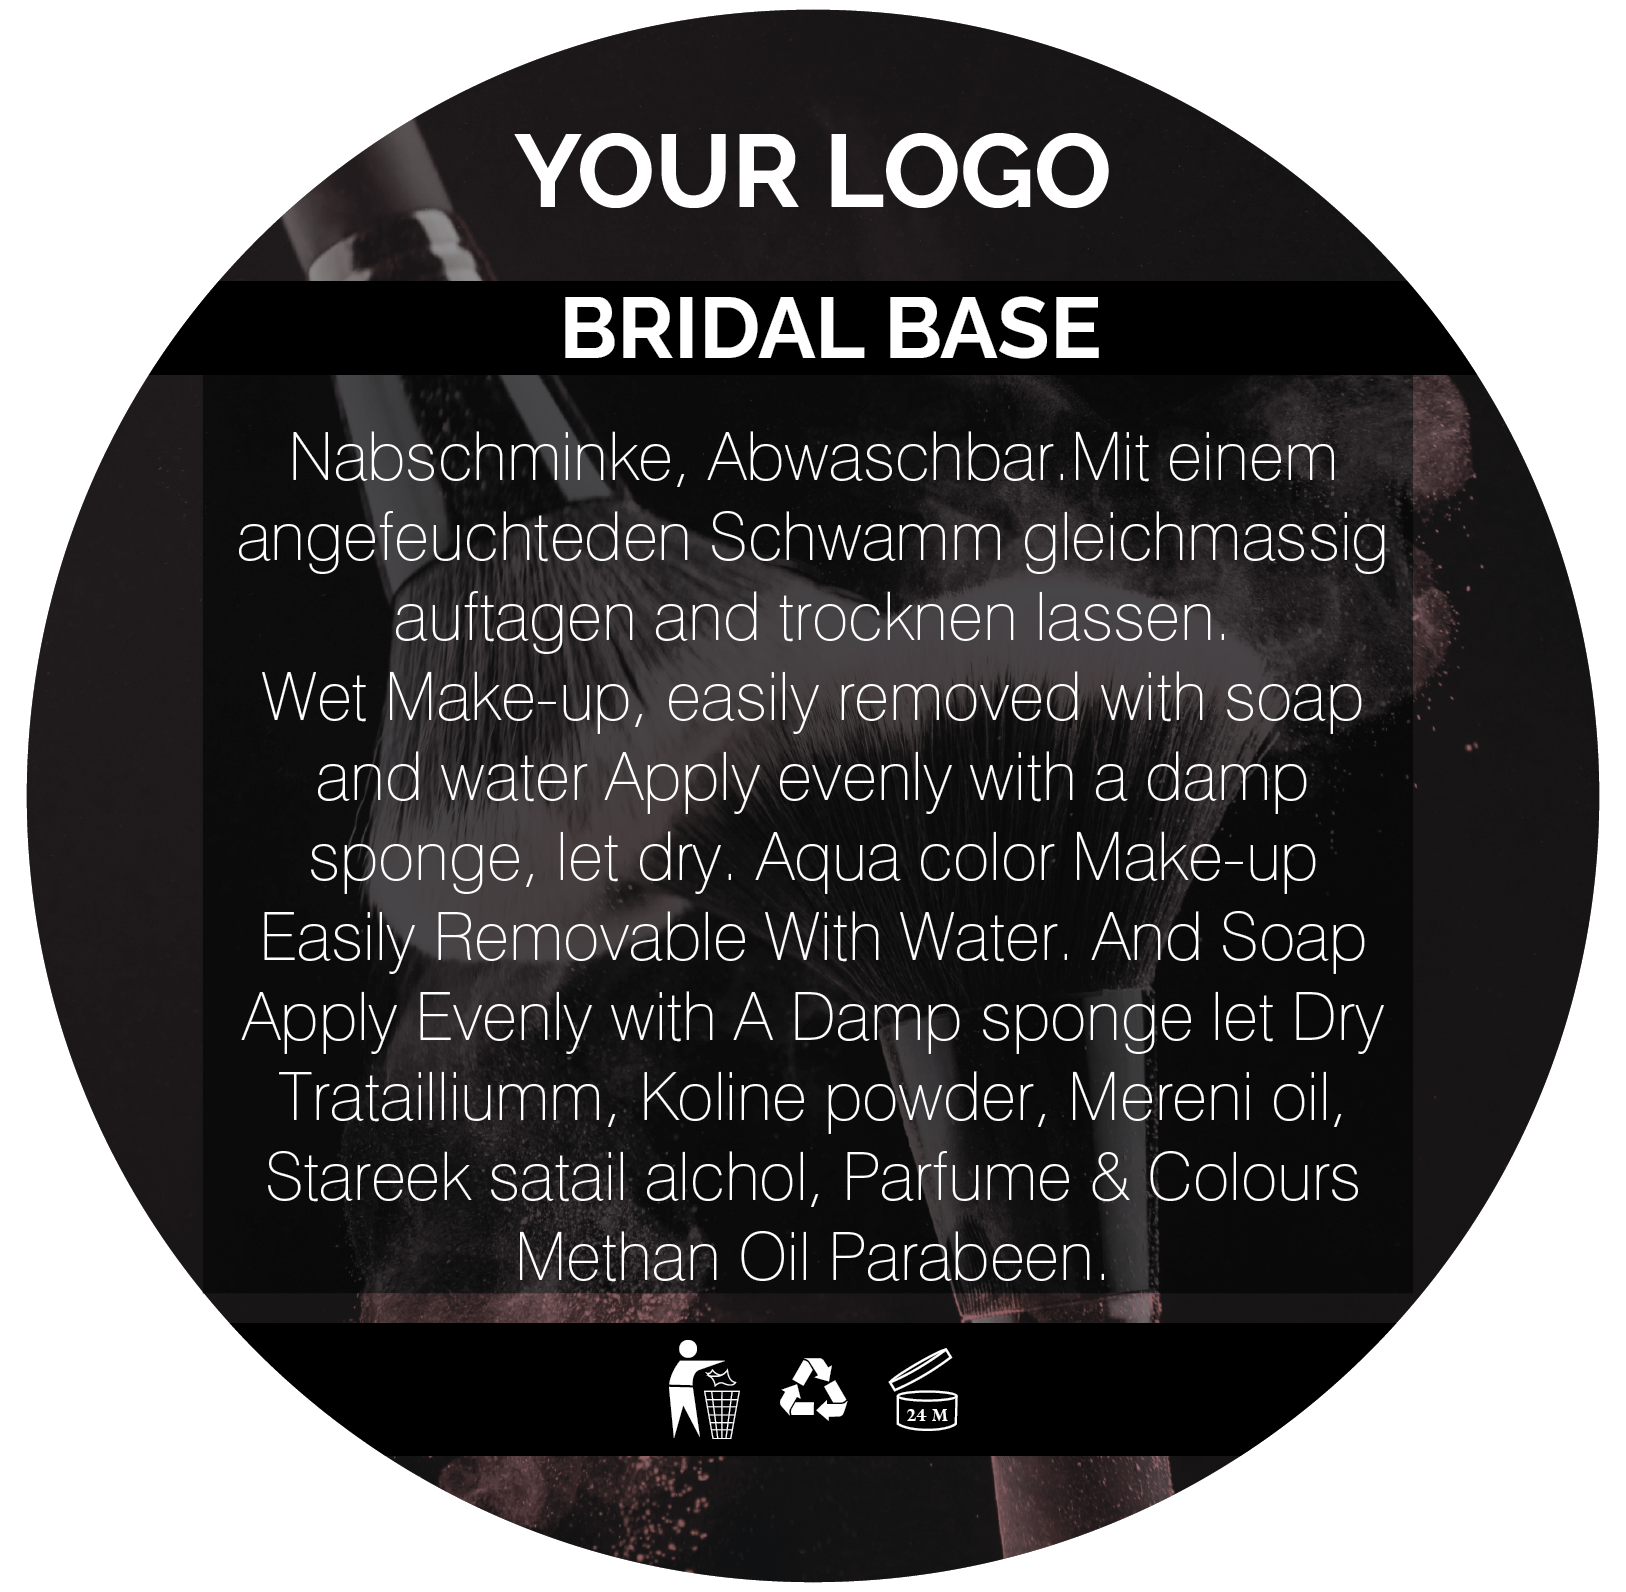 YOUR LOGO
BRIDAL BASE
Nabschminke, Abwaschbar.Mit einem
angefeuchteden Schwamm gleichmassig
auftagen and trocknen lassen.
Wet Make-up, easily removed with soap
and water Apply evenly with a damp
sponge, let dry. Aqua color Make-up
Easily Removable With Water. And Soap
Apply Evenly with A Damp sponge let Dry
Tratailliumm, Koline powder, Mereni oil,
Stareek satail alchol, Parfume & Colours
Methan Oil Parabeen.
24 M